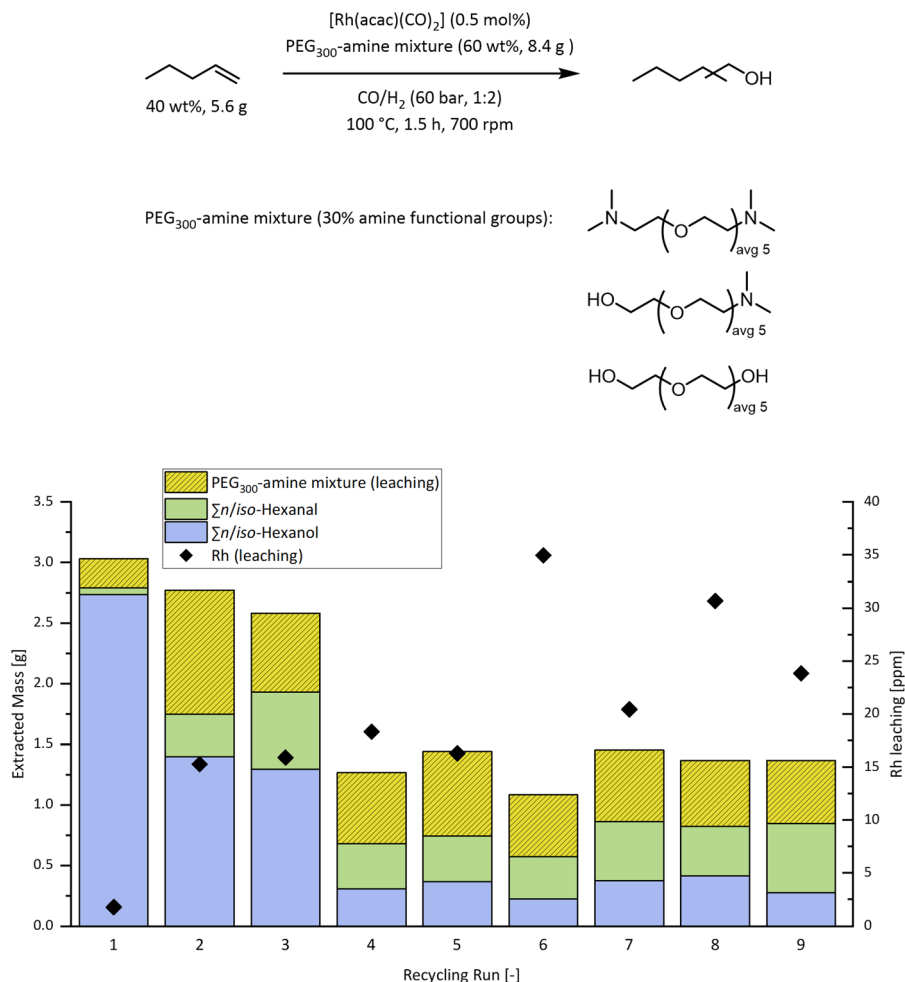 [Rh(acac)(CO)₂] (0.5 mol%)
PEG₃₀₀-amine mixture (60 wt%, 8.4 g )
OH
40 wt%, 5.6 g
CO/H₂ (60 bar, 1:2)
100 °C, 1.5 h, 700 rpm
PEG₃₀₀-amine mixture (30% amine functional groups):
N
O
N
avg 5
HO
O
N
avg 5
HO
O
OH
avg 5
PEG₃₀₀-amine mixture (leaching)
∑n/iso-Hexanal
∑n/iso-Hexanol
Rh (leaching)
Extracted Mass [g]
3.5
3.0
2.5
2.0
1.5
1.0
0.5
0.0
40
35
30
25
20
15
10
5
0
Rh leaching [ppm]
1 2 3 4 5 6 7 8 9
Recycling Run [-]